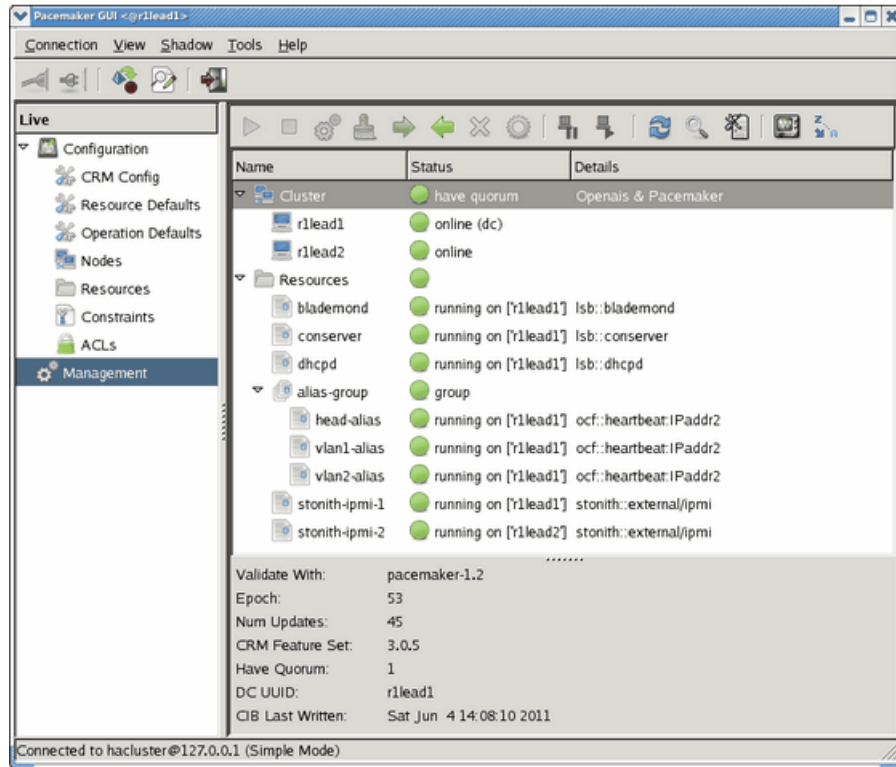 Pacemaker GUI <@r1lead1>
Connection View Shadow Tools Help
Live
Configuration
CRM Config
Resource Defaults
Operation Defaults
Nodes
Resources
Constraints
ACLs
Management
Name Status Details
Cluster have quorum Openais & Pacemaker
r1lead1 online (dc)
r1lead2 online
Resources
blademond running on ['r1lead1'] lsb::blademond
conserver running on ['r1lead1'] lsb::conserver
dhcpd running on ['r1lead1'] lsb::dhcpd
alias-group group
head-alias running on ['r1lead1'] ocf::heartbeat:IPaddr2
vlan1-alias running on ['r1lead1'] ocf::heartbeat:IPaddr2
vlan2-alias running on ['r1lead1'] ocf::heartbeat:IPaddr2
stonith-ipmi-1 running on ['r1lead1'] stonith::external/ipmi
stonith-ipmi-2 running on ['r1lead2'] stonith::external/ipmi
Validate With: pacemaker-1.2
Epoch: 53
Num Updates: 45
CRM Feature Set: 3.0.5
Have Quorum: 1
DC UUID: r1lead1
CIB Last Written: Sat Jun 4 14:08:10 2011
Connected to hacluster@127.0.0.1 (Simple Mode)